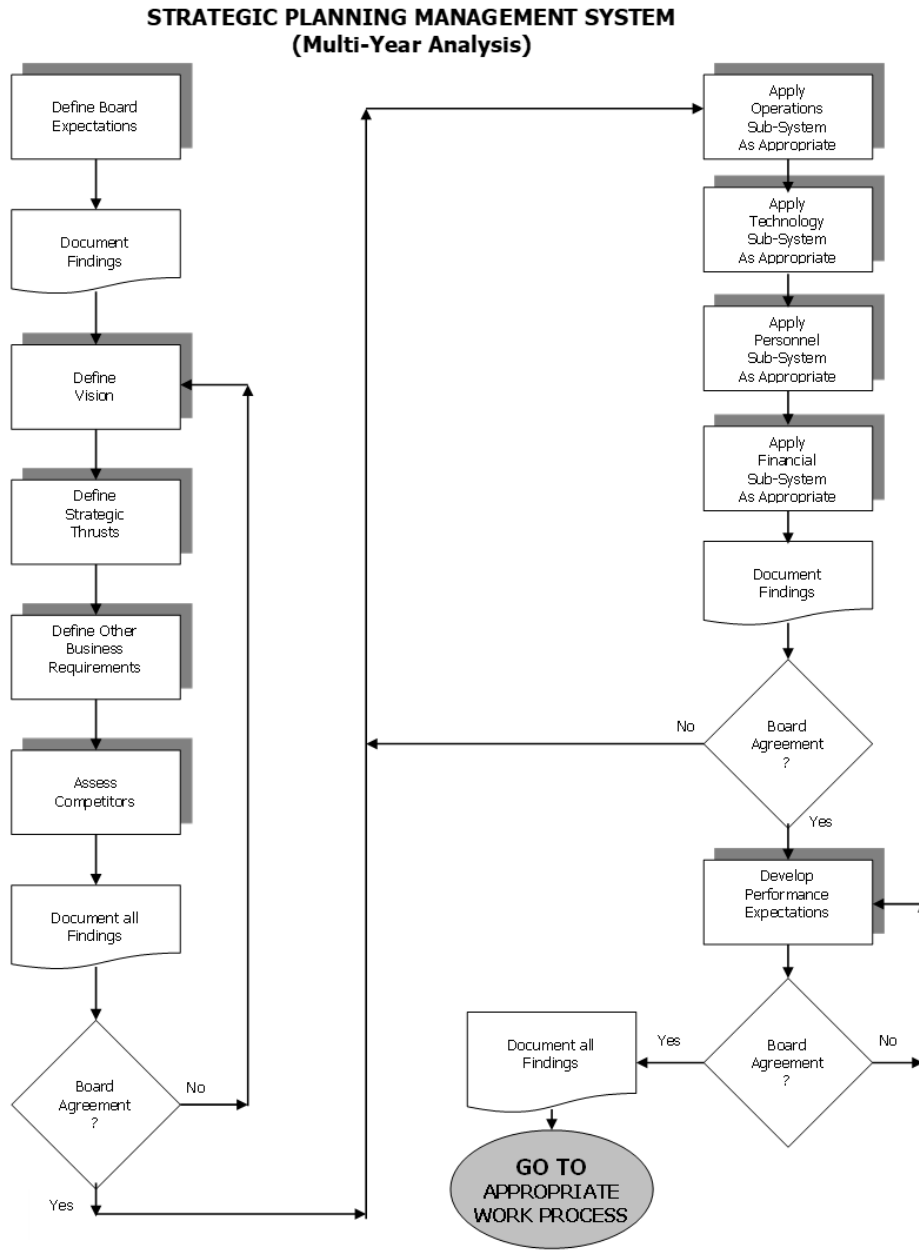 STRATEGIC PLANNING MANAGEMENT SYSTEM
(Multi-Year Analysis)
Define Board
Expectations
Document
Findings
Define
Vision
Define
Strategic
Thrusts
Define Other
Business
Requirements
Assess
Competitors
Document all
Findings
Board
Agreement
?
No
Yes
Apply
Operations
Sub-System
As Appropriate
Apply
Technology
Sub-System
As Appropriate
Apply
Personnel
Sub-System
As Appropriate
Apply
Financial
Sub-System
As Appropriate
Document
Findings
Board
Agreement
?
No
Yes
Develop
Performance
Expectations
Board
Agreement
?
No
Yes
Document all
Findings
GO TO
APPROPRIATE
WORK PROCESS